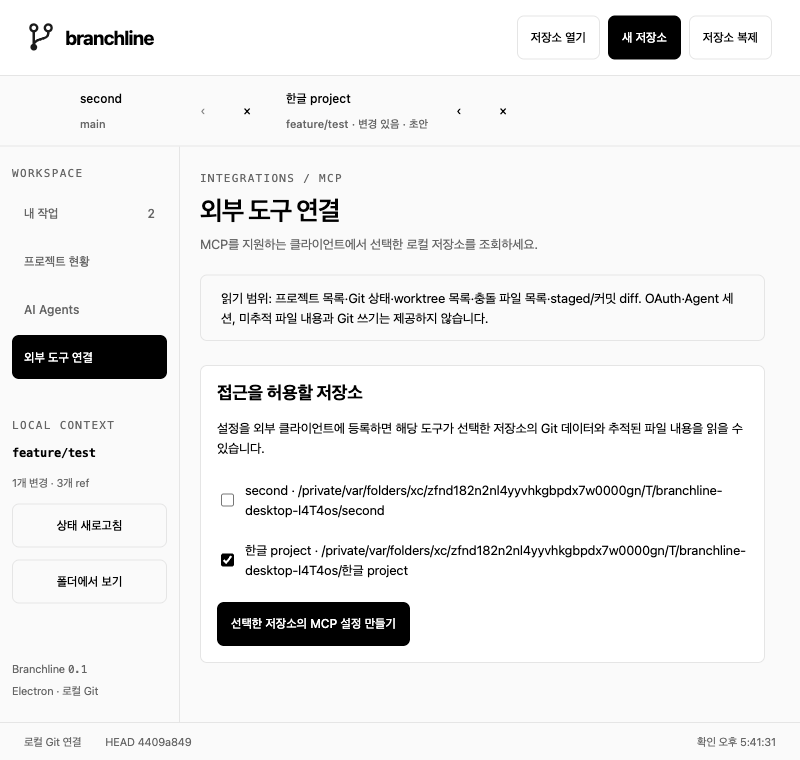 branchline
저장소 열기
새 저장소
저장소 복제
second
main
‹
×
한글 project
feature/test · 변경 있음 · 초안
‹
×
WORKSPACE
내 작업 2
프로젝트 현황
AI Agents
외부 도구 연결
LOCAL CONTEXT
feature/test
1개 변경 · 3개 ref
상태 새로고침
폴더에서 보기
Branchline 0.1
Electron · 로컬 Git
INTEGRATIONS / MCP
외부 도구 연결
MCP를 지원하는 클라이언트에서 선택한 로컬 저장소를 조회하세요.
읽기 범위: 프로젝트 목록·Git 상태·worktree 목록·충돌 파일 목록·staged/커밋 diff. OAuth·Agent 세
션, 미추적 파일 내용과 Git 쓰기는 제공하지 않습니다.
접근을 허용할 저장소
설정을 외부 클라이언트에 등록하면 해당 도구가 선택한 저장소의 Git 데이터와 추적된 파일 내용을 읽을 수
있습니다.
second · /private/var/folders/xc/zfnd182n2nl4yyvhkgbpdx7w0000gn/T/branchline-
desktop-l4T4os/second
한글 project · /private/var/folders/xc/zfnd182n2nl4yyvhkgbpdx7w0000gn/T/branchline-
desktop-l4T4os/한글 project
선택한 저장소의 MCP 설정 만들기
로컬 Git 연결
HEAD 4409a849
확인 오후 5:41:31